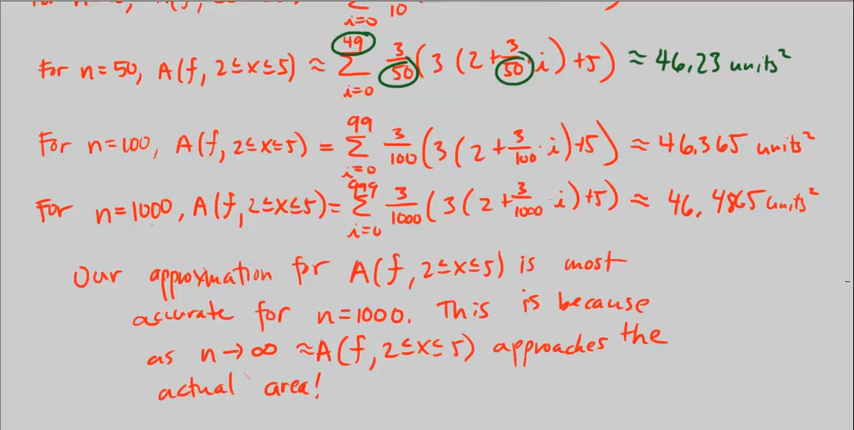 i=0 10
For n=50, A(f, 2≤x≤5) ≈ 49 Σ i=0 3/50 (3(2+3/50·i)+5) ≈ 46.23 units²
For n=100, A(f, 2≤x≤5) = 99 Σ i=0 3/100 (3(2+3/100·i)+5) ≈ 46.365 units²
For n=1000, A(f, 2≤x≤5) = 999 Σ i=0 3/1000 (3(2+3/1000 i)+5) ≈ 46.4865 units²
Our approximation for A(f, 2≤x≤5) is most
accurate for n=1000. This is because
as n→∞ ≈A(f, 2≤x≤5) approaches the
actual area!